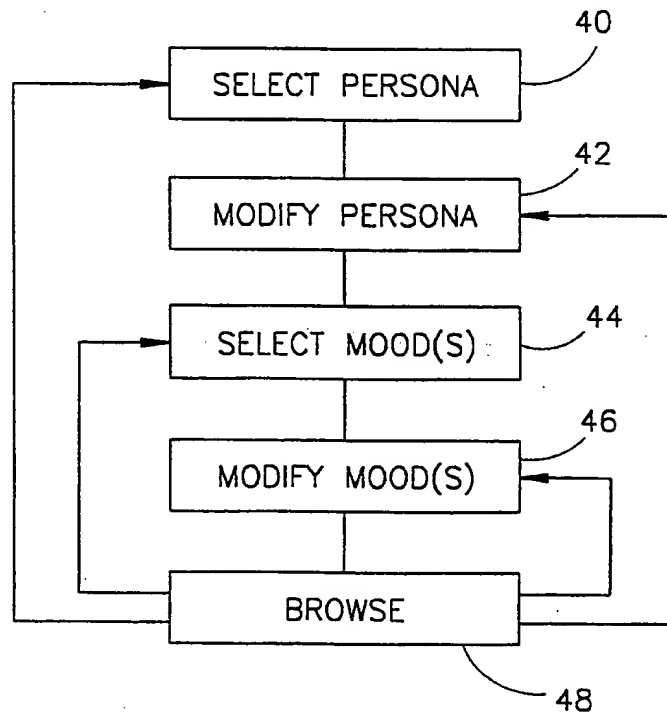 40
SELECT PERSONA
42
MODIFY PERSONA
SELECT MOOD(S)
44
46
MODIFY MOOD(S)
BROWSE
48